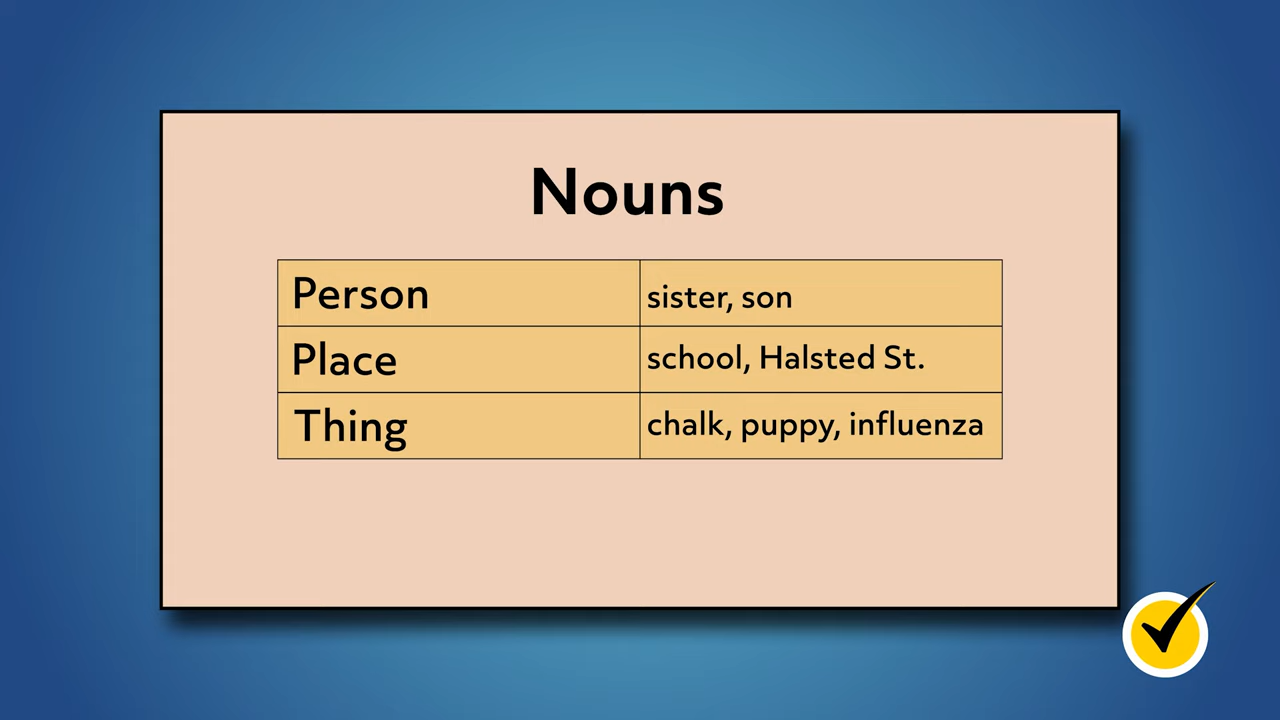 Nouns
Person sister, son
Place school, Halsted St.
Thing chalk, puppy, influenza